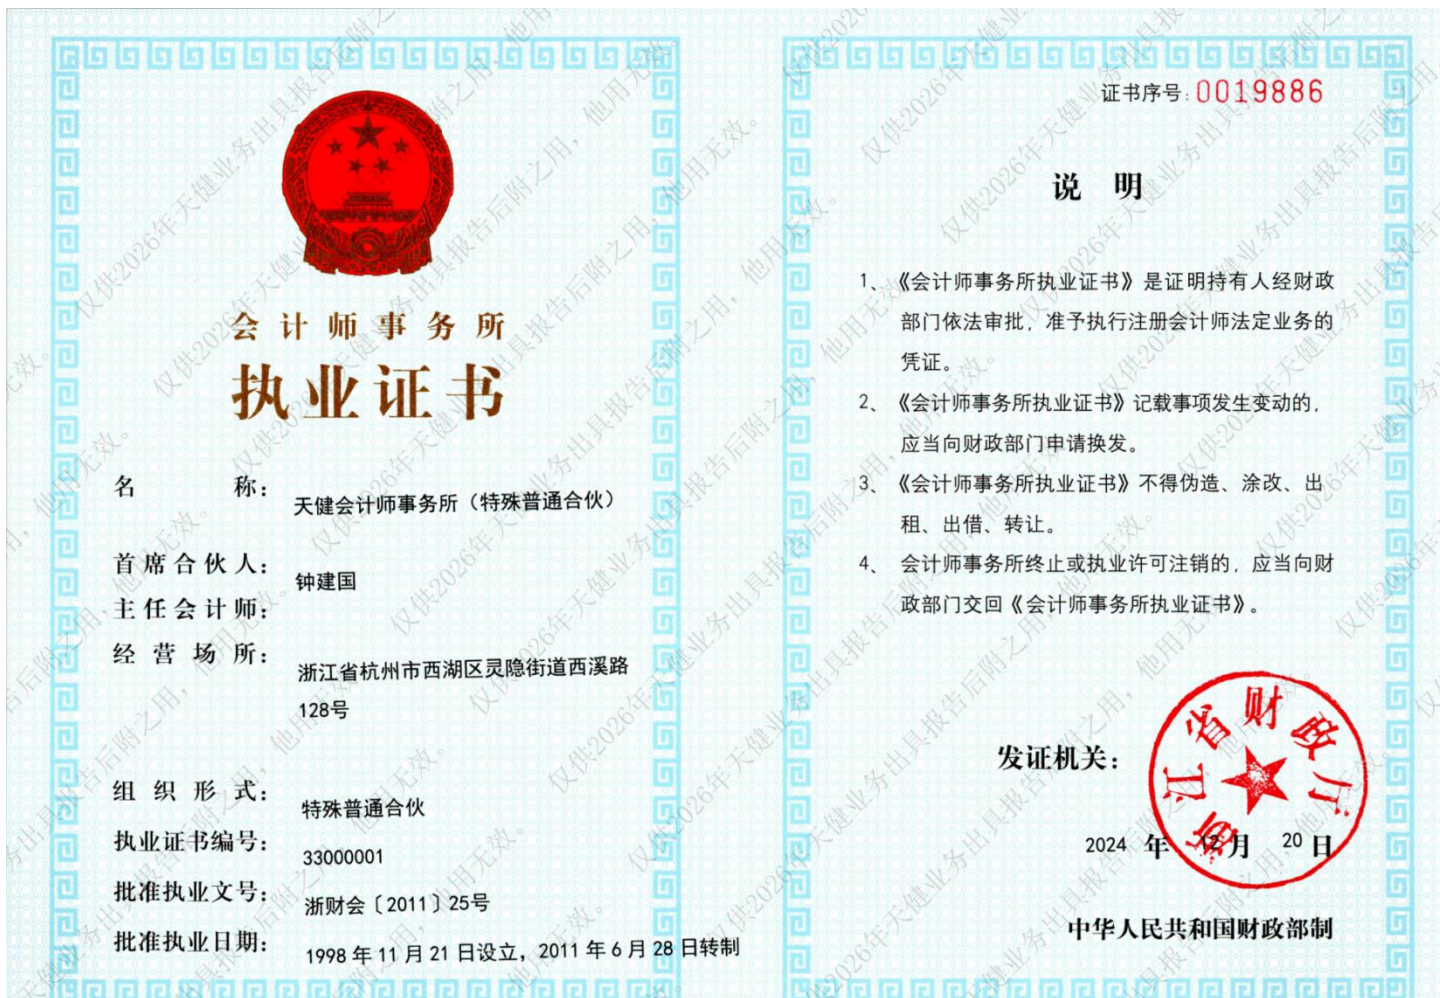 会计师事务所
执业证书
名称：
天健会计师事务所（特殊普通合伙）
首席合伙人：
钟建国
主任会计师：
经营场所：
浙江省杭州市西湖区灵隐街道西溪路
128号
组织形式：
特殊普通合伙
执业证书编号：
33000001
批准执业文号：
浙财会〔2011〕25号
批准执业日期：
1998 年 11 月 21 日设立，2011 年 6 月 28 日转制
证书序号：0019886
说 明
1、《会计师事务所执业证书》是证明持有人经财政
部门依法审批，准予执行注册会计师法定业务的
凭证。
2、《会计师事务所执业证书》记载事项发生变动的，
应当向财政部门申请换发。
3、《会计师事务所执业证书》不得伪造、涂改、出
租、出借、转让。
4、 会计师事务所终止或执业许可注销的，应当向财
政部门交回《会计师事务所执业证书》。
发证机关：
浙江省财政厅
2024 年 12 月 20 日
中华人民共和国财政部制
仅供2026年天健业务出具报告后附之用，他用无效。